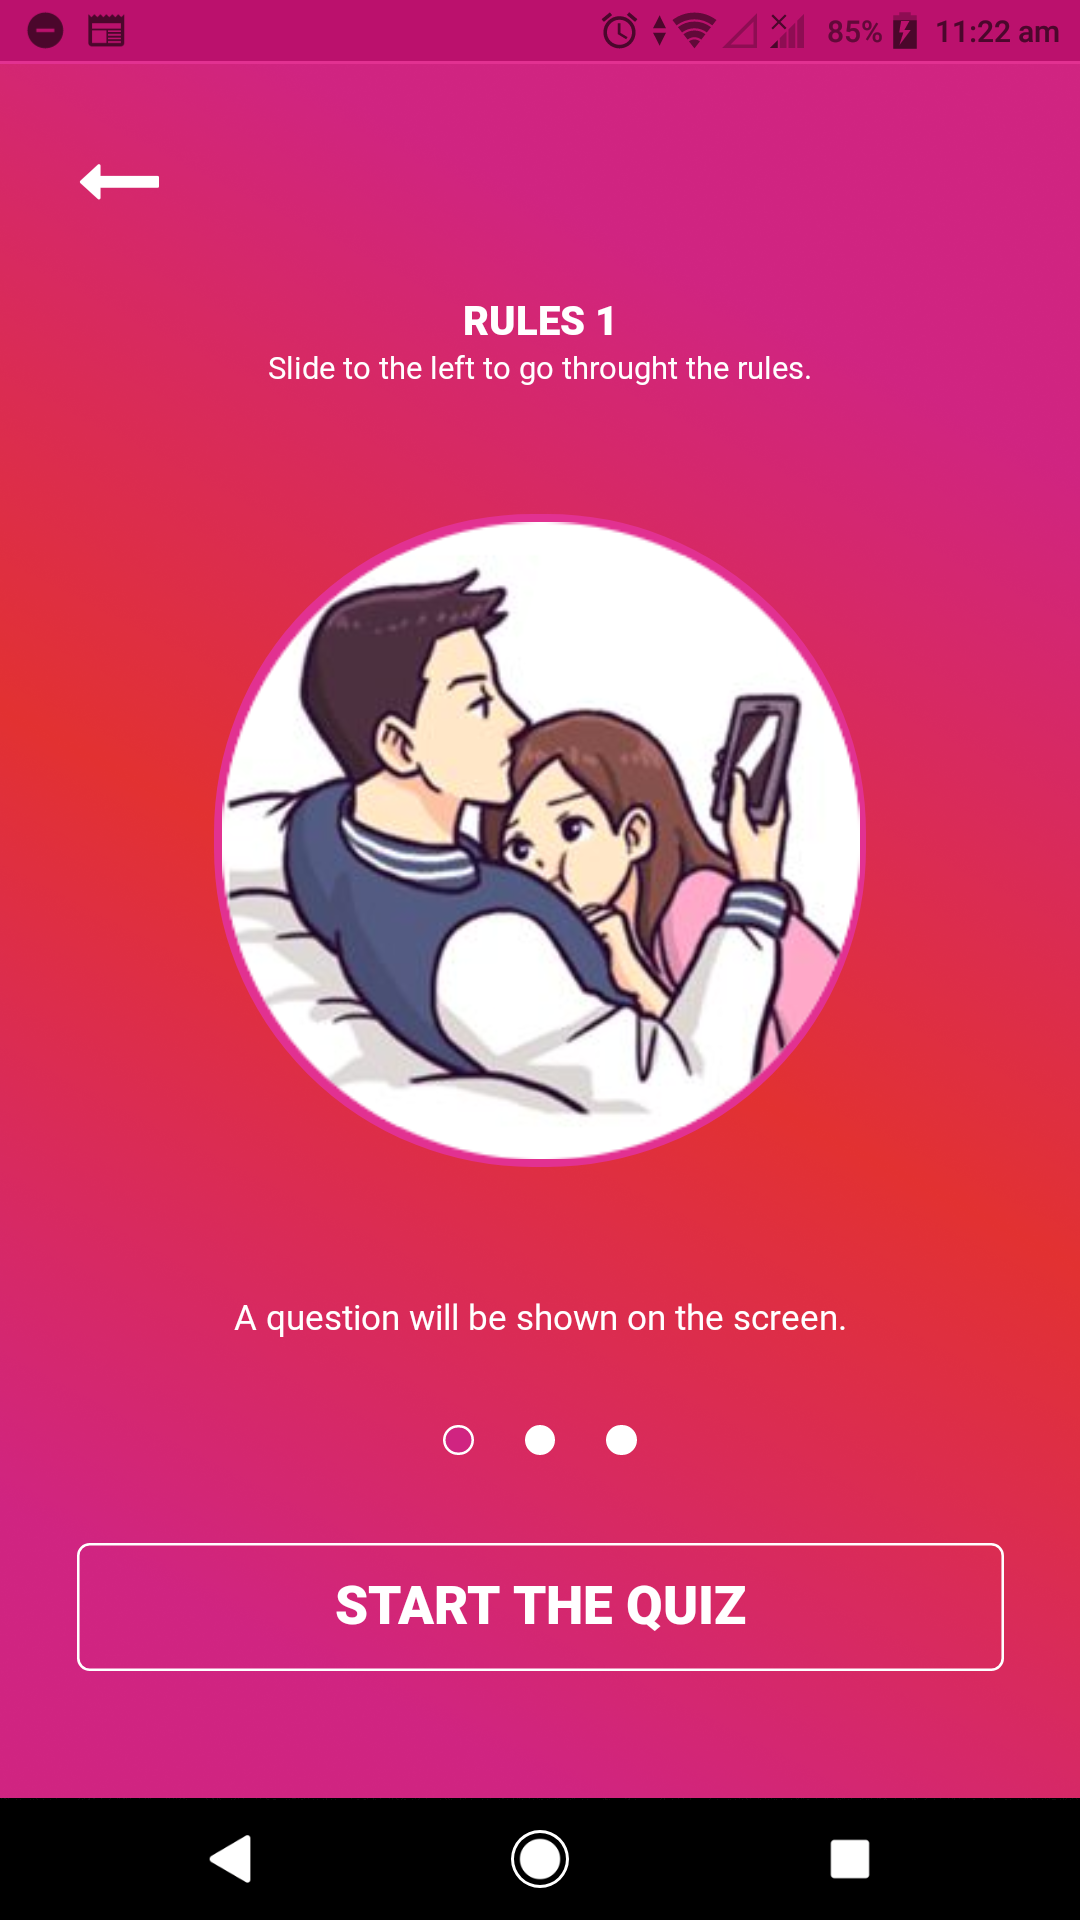 85% 11:22 am
RULES 1
Slide to the left to go throught the rules.
A question will be shown on the screen.
START THE QUIZ